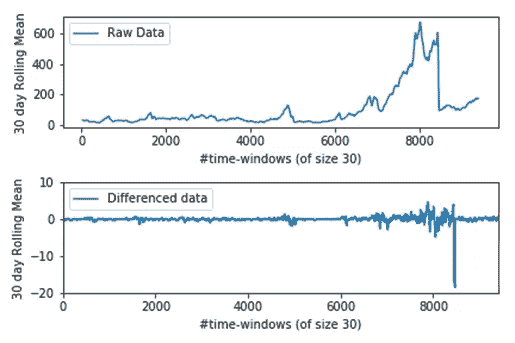 30 day Rolling Mean
600
400
200
0
Raw Data
0 2000 4000 6000 8000
#time-windows (of size 30)
30 day Rolling Mean
10
0
−10
−20
Differenced data
0 2000 4000 6000 8000
#time-windows (of size 30)